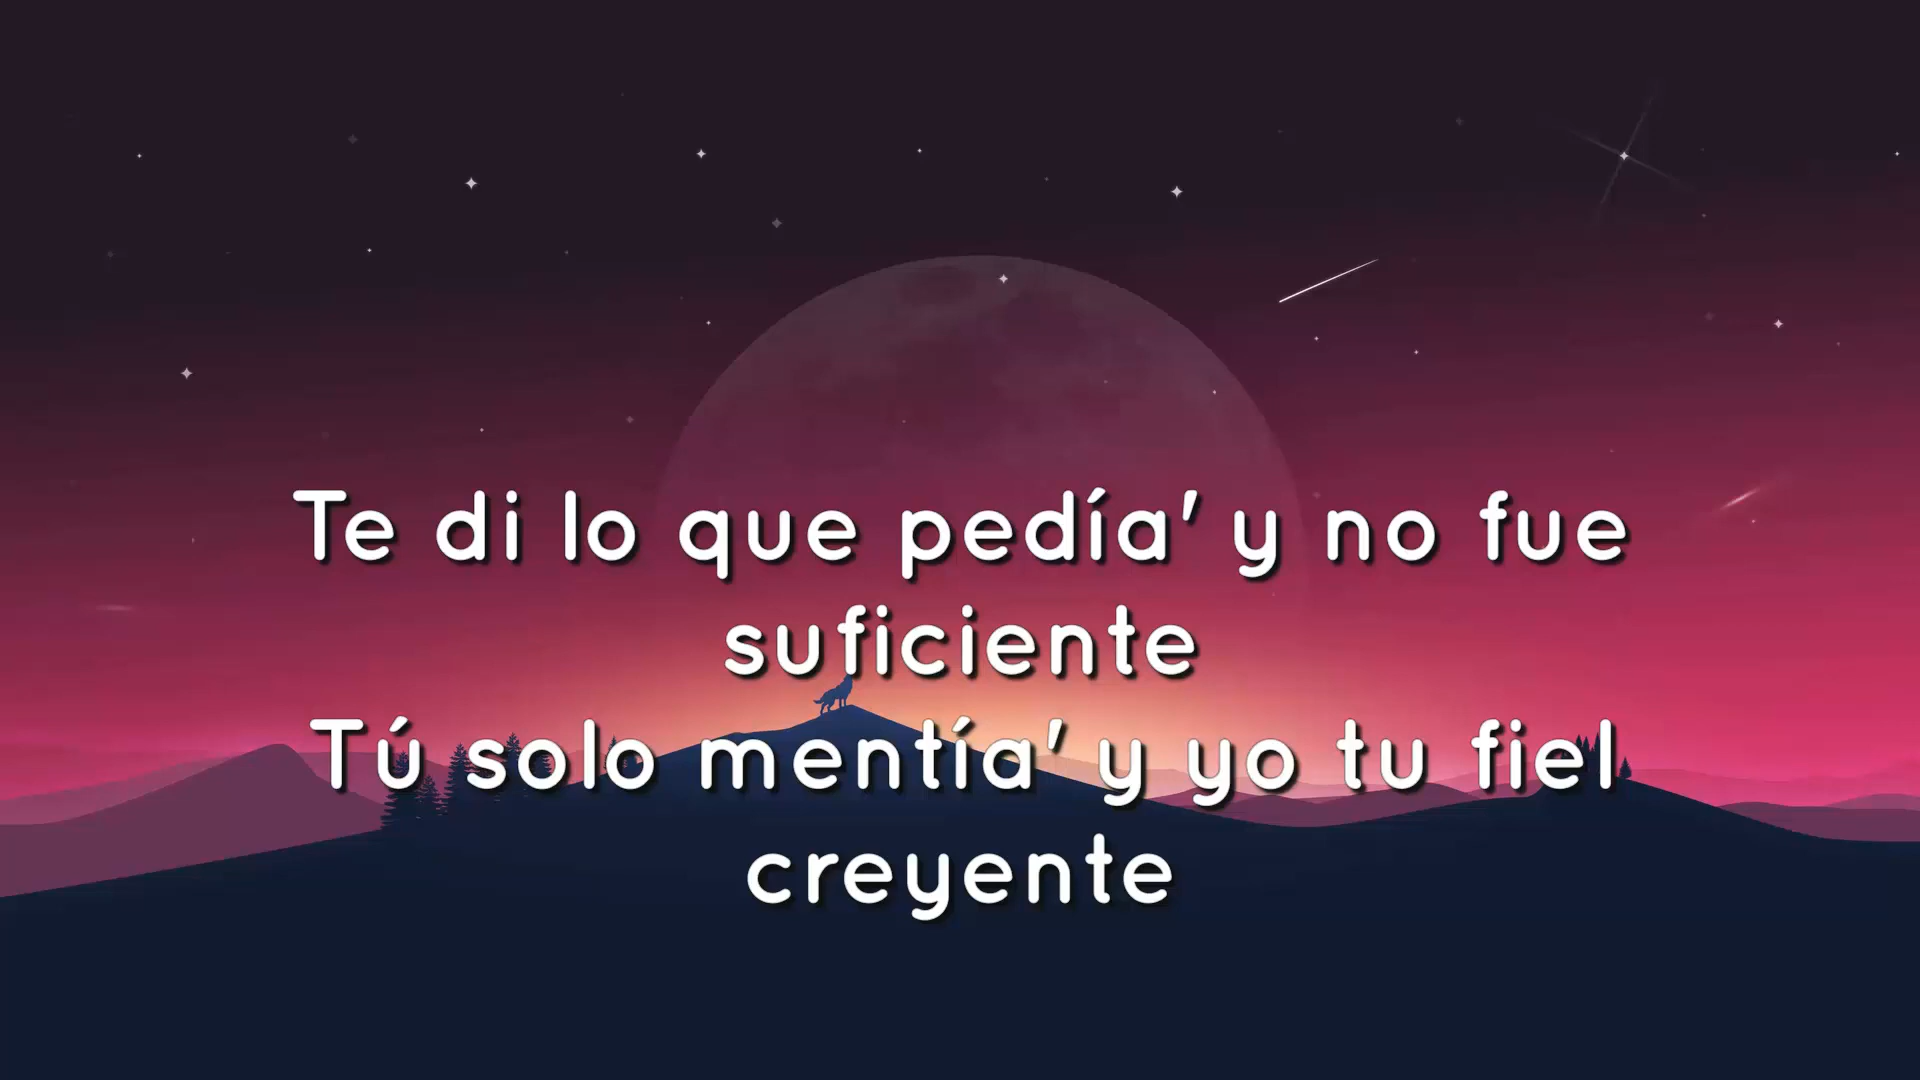 Te di lo que pedía' y no fue
suficiente
Tú solo mentía' y yo tu fiel
creyente